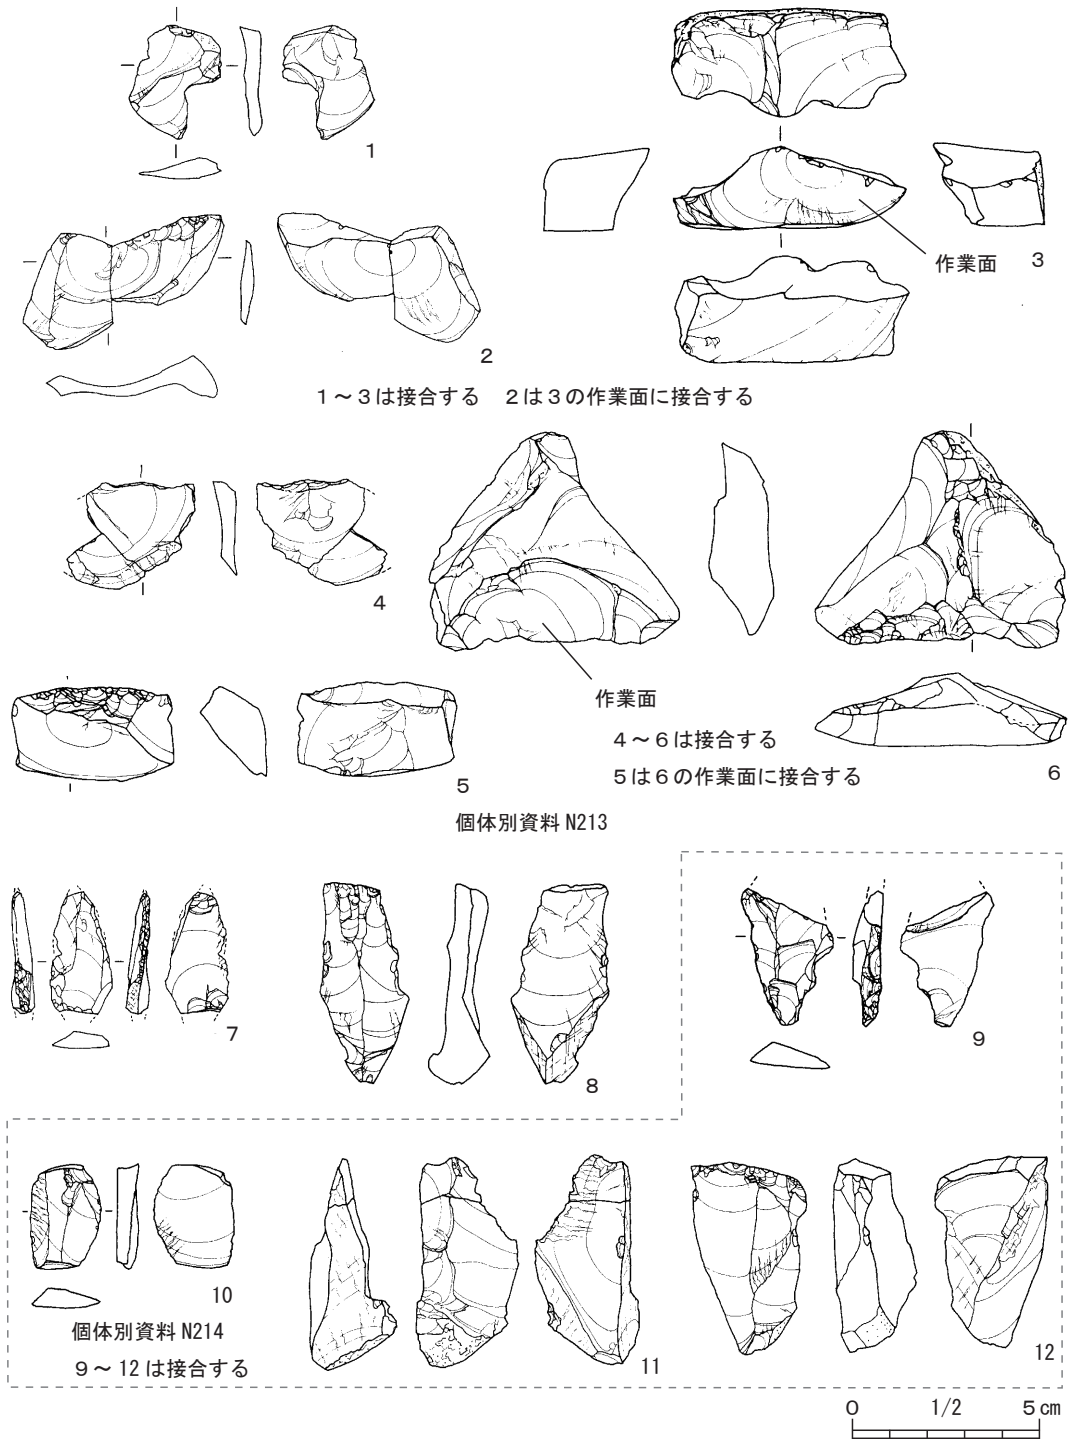 1
作業面
3
2
1～3は接合する　2は3の作業面に接合する
4
作業面
4～6は接合する
5は6の作業面に接合する
5
6
個体別資料 N213
7
8
9
10
個体別資料 N214
9～12は接合する
11
12
0 1/2 5cm